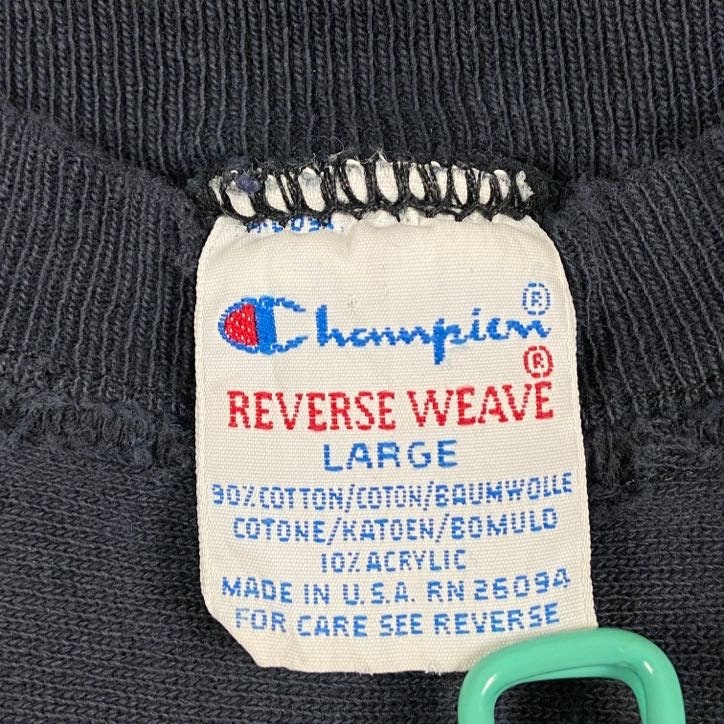 Champion®
REVERSE WEAVE®
LARGE
90% COTTON/COTON/BAUMWOLLE
COTONE/KATOEN/BOMULD
10% ACRYLIC
MADE IN U.S.A. RN 26094
FOR CARE SEE REVERSE